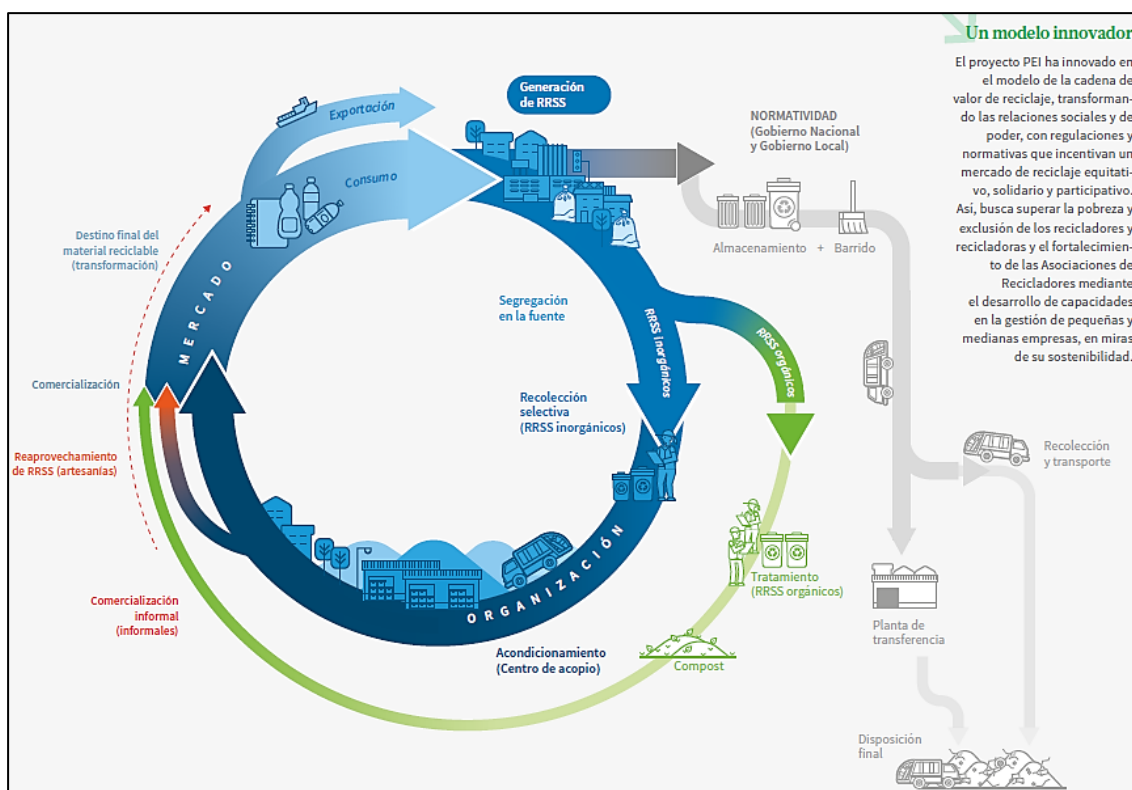 Un modelo innovador
El proyecto PEI ha innovado en
el modelo de la cadena de
valor de reciclaje, transforman-
do las relaciones sociales y de
poder, con regulaciones y
normativas que incentivan un
mercado de reciclaje equitati-
vo, solidario y participativo.
Así, busca superar la pobreza y
exclusión de los recicladores y
recicladoras y el fortalecimien-
to de las Asociaciones de
Recicladores mediante
el desarrollo de capacidades
en la gestión de pequeñas y
medianas empresas, en miras
de su sostenibilidad.
Generación
de RRSS
Exportación
Consumo
NORMATIVIDAD
(Gobierno Nacional
y Gobierno Local)
Almacenamiento + Barrido
Destino final del
material reciclable
(transformación)
MERCADO
Segregación
en la fuente
RRSS inorgánicos
RRSS orgánicos
Comercialización
Recolección
selectiva
(RRSS inorgánicos)
Reaprovechamiento
de RRSS (artesanías)
Recolección
y transporte
ORGANIZACIÓN
Tratamiento
(RRSS orgánicos)
Comercialización
informal
(informales)
Planta de
transferencia
Acondicionamiento
(Centro de acopio)
Compost
Disposición
final